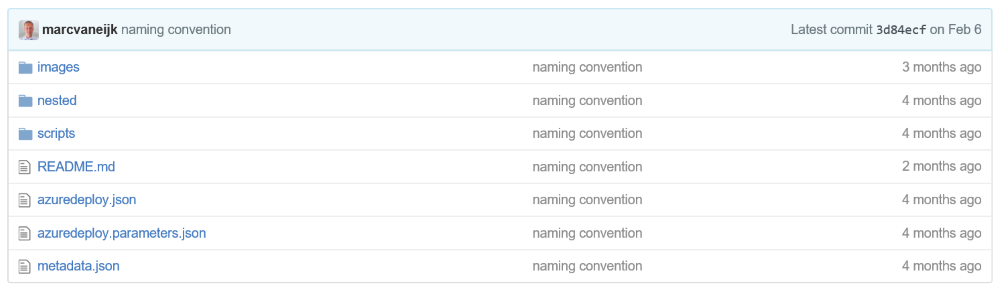 marcvaneijk naming convention Latest commit 3d84ecf on Feb 6
images naming convention 3 months ago
nested naming convention 4 months ago
scripts naming convention 4 months ago
README.md naming convention 2 months ago
azuredeploy.json naming convention 4 months ago
azuredeploy.parameters.json naming convention 4 months ago
metadata.json naming convention 4 months ago